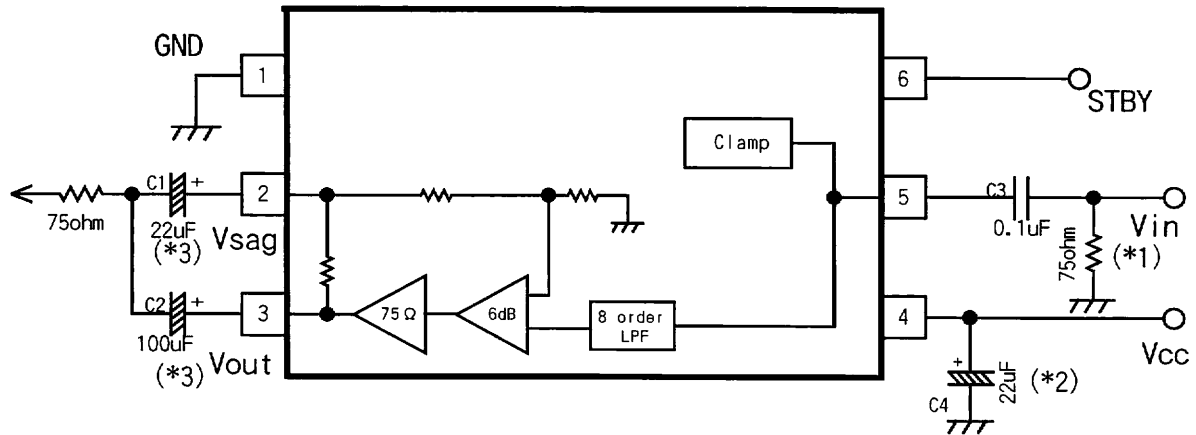 GND
1
6
STBY
Clamp
C1
+
2
5
C3
75ohm
22uF
(*3)
Vsag
0.1uF
Vin
75ohm
(*1)
C2
+
3
75Ω
6dB
8 order
LPF
4
100uF
(*3)
Vout
Vcc
+
22uF
(*2)
C4